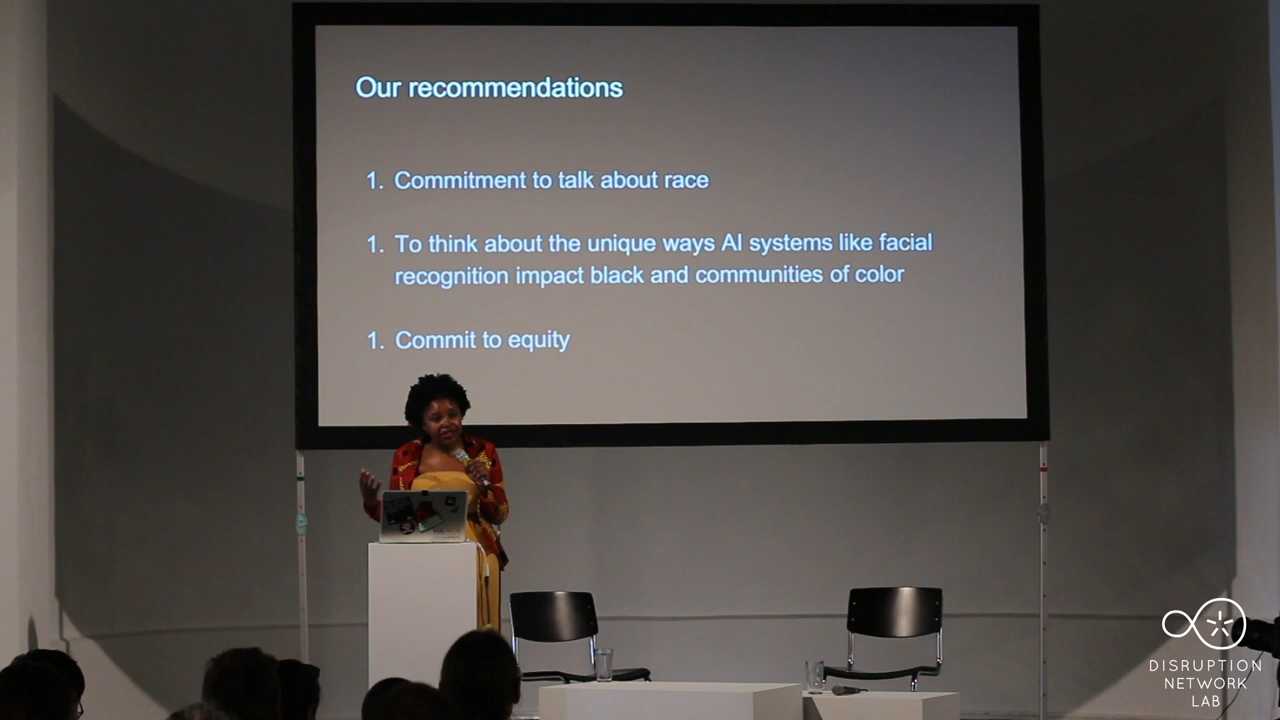 Our recommendations
1. Commitment to talk about race
1. To think about the unique ways AI systems like facial
recognition impact black and communities of color
1. Commit to equity
DISRUPTION
NETWORK
LAB